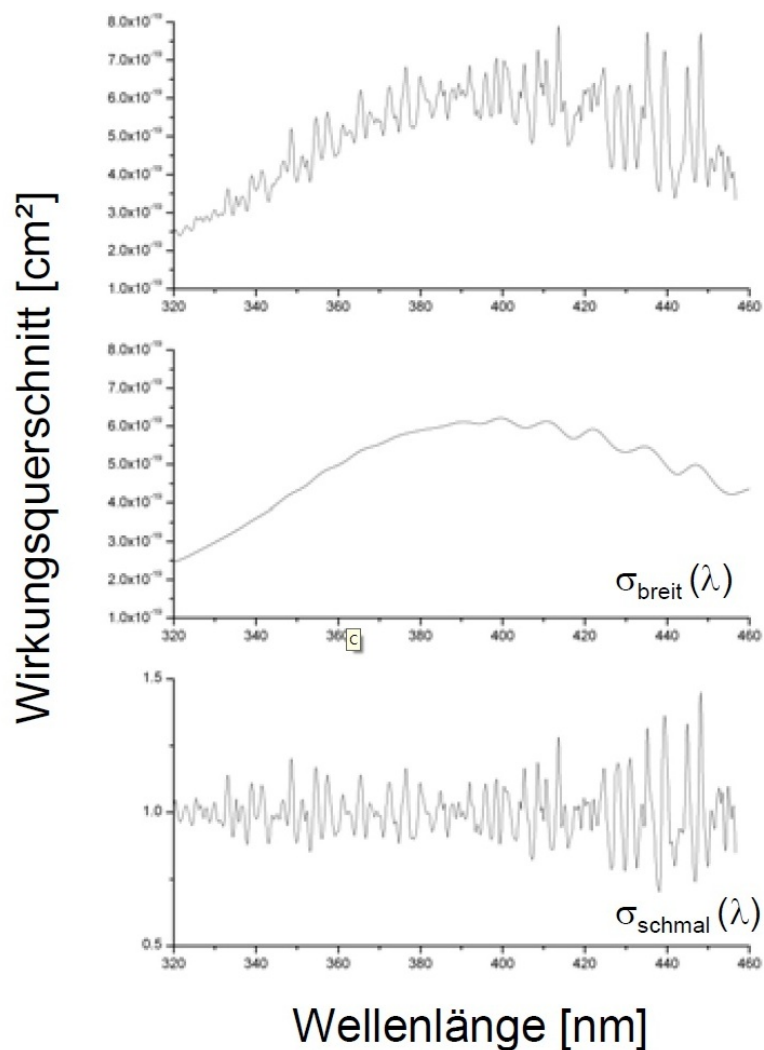 Wirkungsquerschnitt [cm²]
8.0x10⁻¹⁹
7.0x10⁻¹⁹
6.0x10⁻¹⁹
5.0x10⁻¹⁹
4.0x10⁻¹⁹
3.0x10⁻¹⁹
2.0x10⁻¹⁹
1.0x10⁻¹⁹
320 340 360 380 400 420 440 460
8.0x10⁻¹⁹
7.0x10⁻¹⁹
6.0x10⁻¹⁹
5.0x10⁻¹⁹
4.0x10⁻¹⁹
3.0x10⁻¹⁹
2.0x10⁻¹⁹
1.0x10⁻¹⁹
σbreit (λ)
320 340 360 380 400 420 440 460
c
1.5
1.0
0.5
σschmal (λ)
320 340 360 380 400 420 440 460
Wellenlänge [nm]